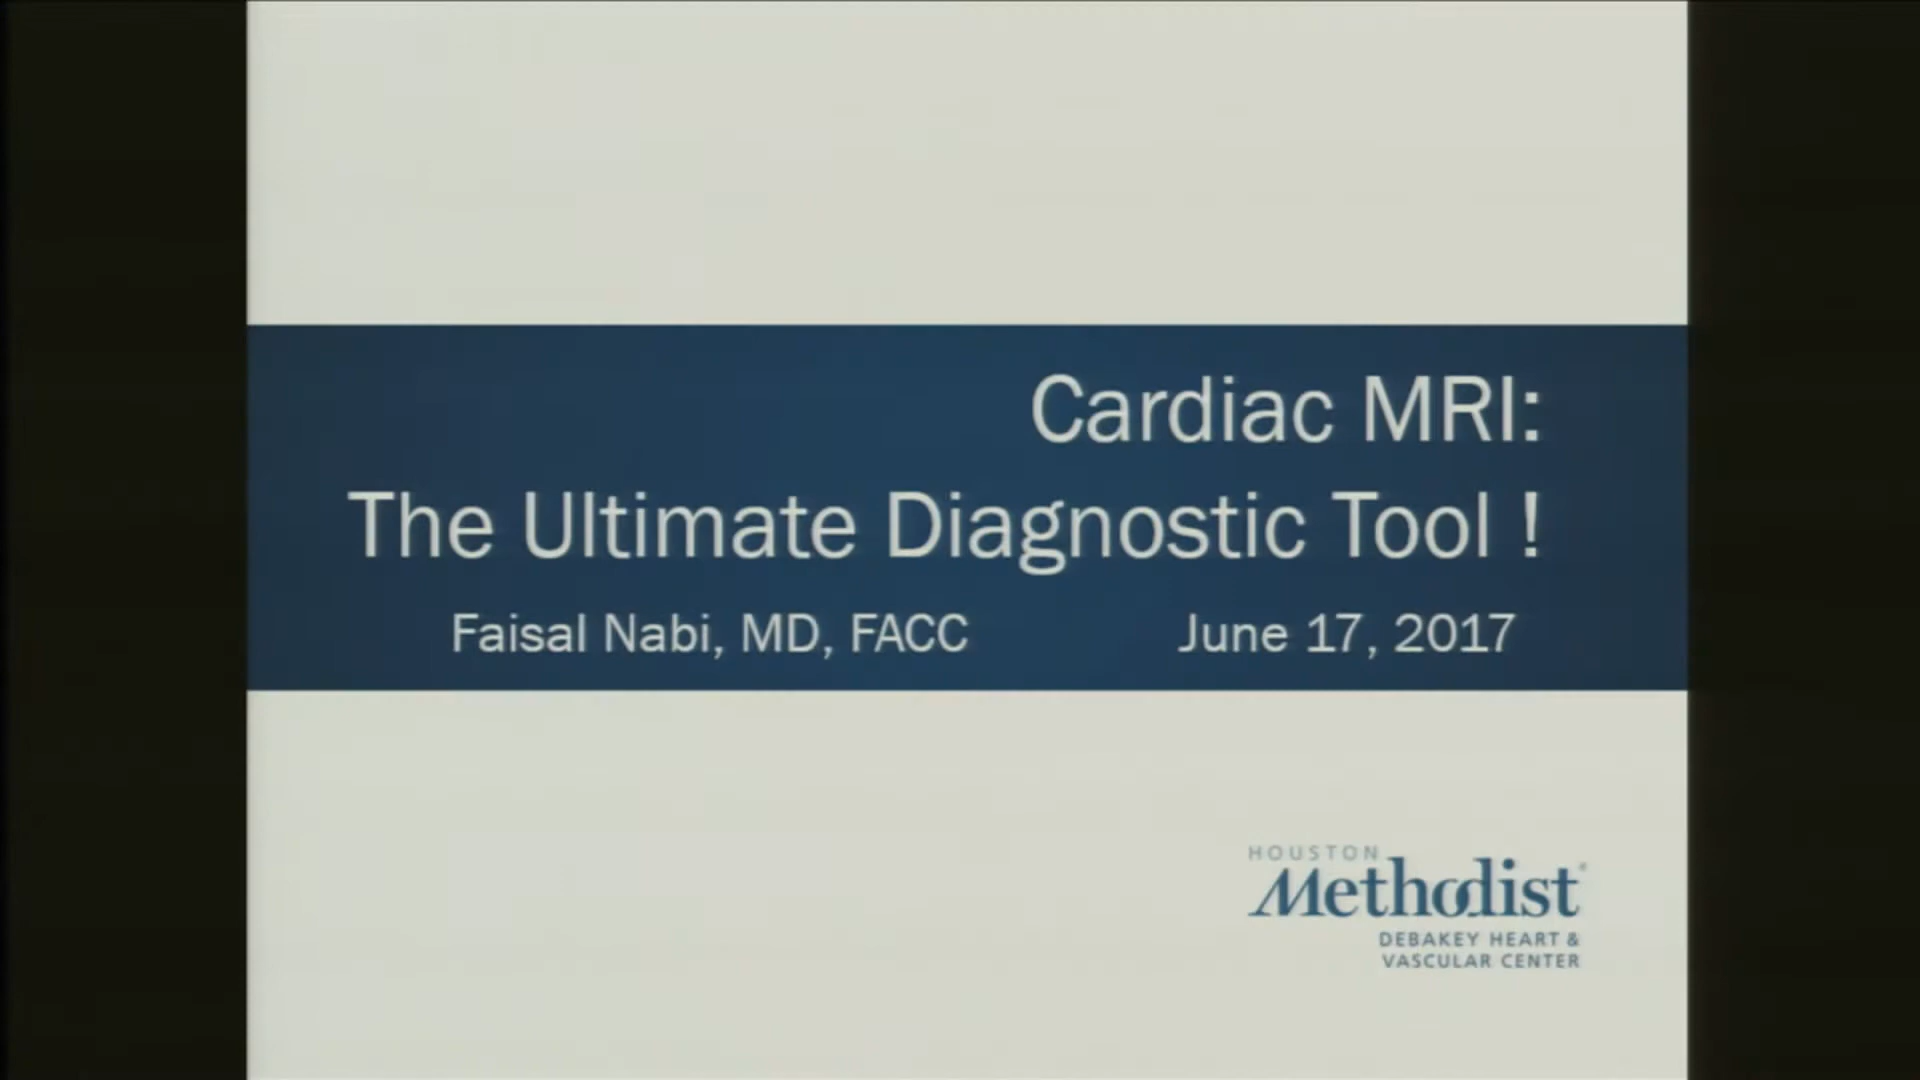 Cardiac MRI:
The Ultimate Diagnostic Tool !
Faisal Nabi, MD, FACC June 17, 2017
HOUSTON
Methodist
DEBAKEY HEART &
VASCULAR CENTER